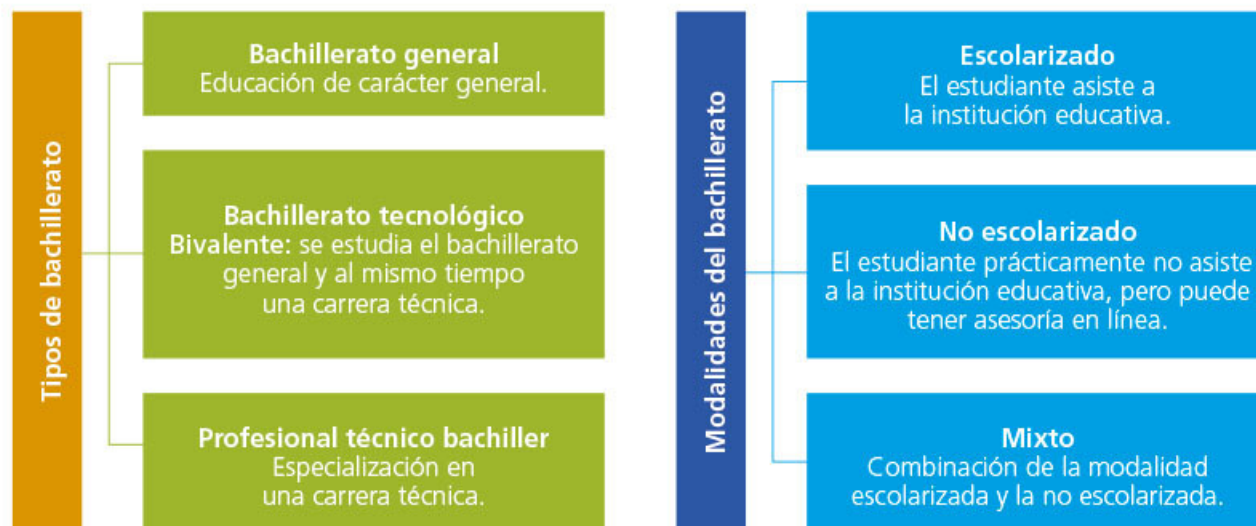 Tipos de bachillerato
Bachillerato general
Educación de carácter general.
Bachillerato tecnológico
Bivalente: se estudia el bachillerato
general y al mismo tiempo
una carrera técnica.
Profesional técnico bachiller
Especialización en
una carrera técnica.
Modalidades del bachillerato
Escolarizado
El estudiante asiste a
la institución educativa.
No escolarizado
El estudiante prácticamente no asiste
a la institución educativa, pero puede
tener asesoría en línea.
Mixto
Combinación de la modalidad
escolarizada y la no escolarizada.